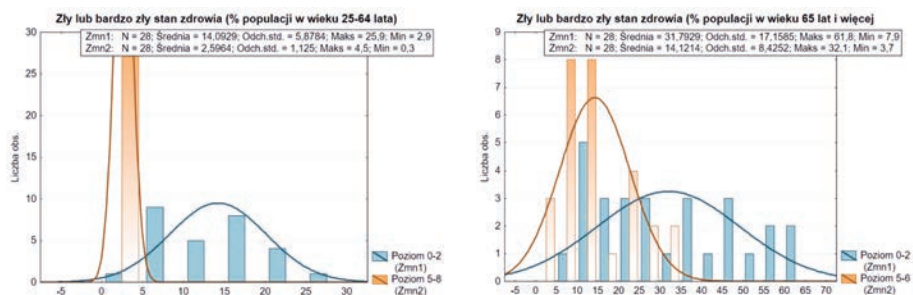 Zły lub bardzo zły stan zdrowia (% populacji w wieku 25-64 lata)
Zmn1: N = 28; Średnia = 14,0929; Odch.std. = 5,8784; Maks = 25,9; Min = 2,9
Zmn2: N = 28; Średnia = 2,5964; Odch.std. = 1,125; Maks = 4,5; Min = 0,3
30
20
10
5
0
Liczba obs.
-5 0 5 10 15 20 25 30
Poziom 0-2
(Zmn1)
Poziom 5-8
(Zmn2)
Zły lub bardzo zły stan zdrowia (% populacji w wieku 65 lat i więcej
Zmn1: N = 28; Średnia = 31,7929; Odch.std. = 17,1585; Maks = 61,8; Min = 7,9
Zmn2: N = 28; Średnia = 14,1214; Odch.std. = 8,4252; Maks = 32,1; Min = 3,7
9
8
7
6
5
4
3
2
1
0
Liczba obs.
-5 0 5 10 15 20 25 30 35 40 45 50 55 60 65 70
Poziom 0-2
(Zmn1)
Poziom 5-6
(Zmn2)